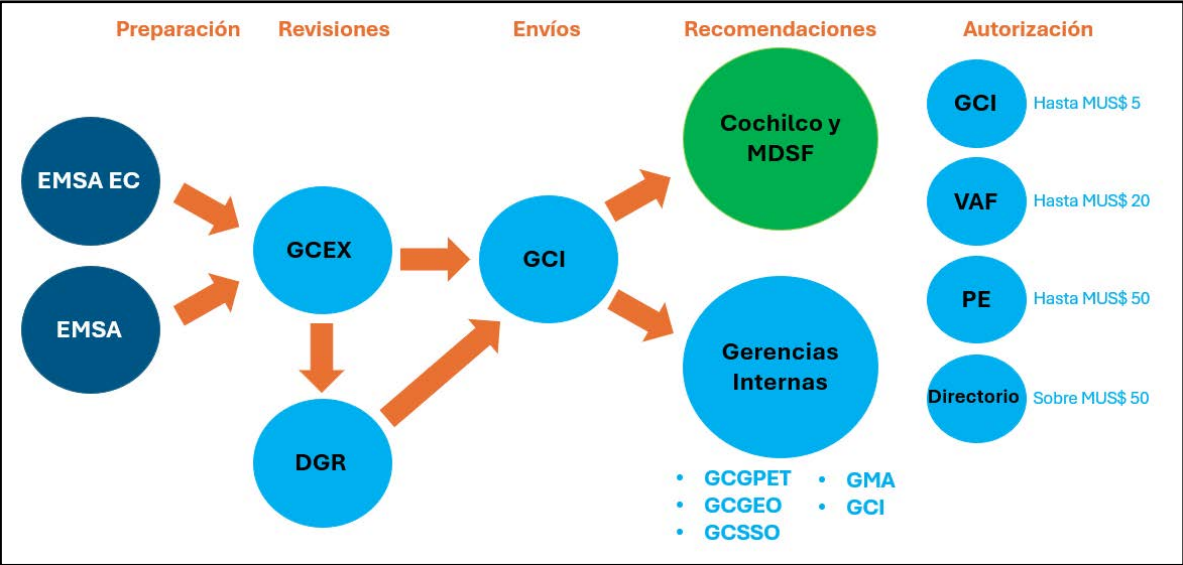 Preparación
Revisiones
Envíos
Recomendaciones
Autorización
EMSA EC
EMSA
GCEX
DGR
GCI
Cochilco y
MDSF
Gerencias
Internas
• GCGPET
• GCGEO
• GCSSO
• GMA
• GCI
GCI Hasta MUS$ 5
VAF Hasta MUS$ 20
PE Hasta MUS$ 50
Directorio Sobre MUS$ 50